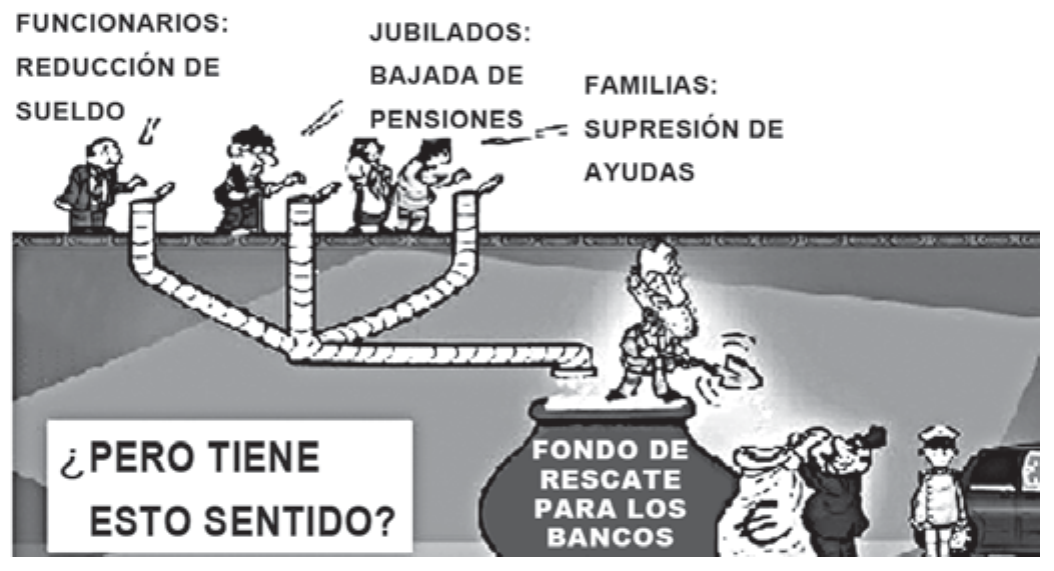 FUNCIONARIOS:
REDUCCIÓN DE
SUELDO
JUBILADOS:
BAJADA DE
PENSIONES
FAMILIAS:
SUPRESIÓN DE
AYUDAS
¿PERO TIENE
ESTO SENTIDO?
FONDO DE
RESCATE
PARA LOS
BANCOS
€